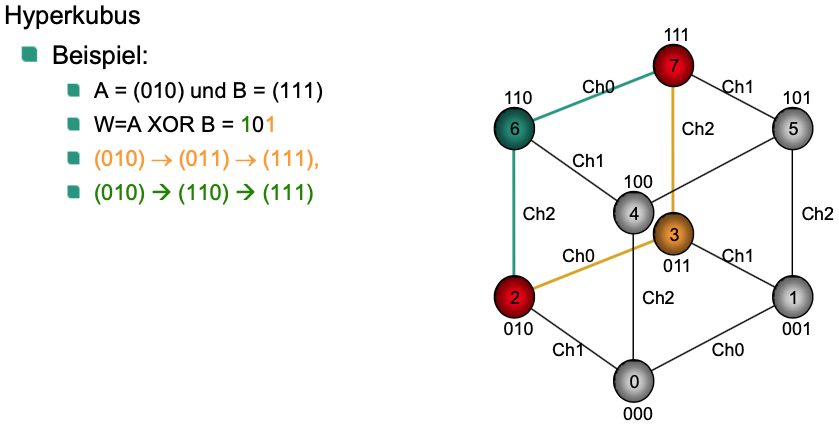 Hyperkubus
Beispiel:
A = (010) und B = (111)
W=A XOR B = 101
(010) → (011) → (111),
(010) → (110) → (111)
111
7
Ch0
Ch1
110
101
6
5
Ch2
Ch1
100
4
Ch2
Ch2
3
Ch0
Ch1
011
2
Ch2
1
010
001
Ch1
Ch0
0
000